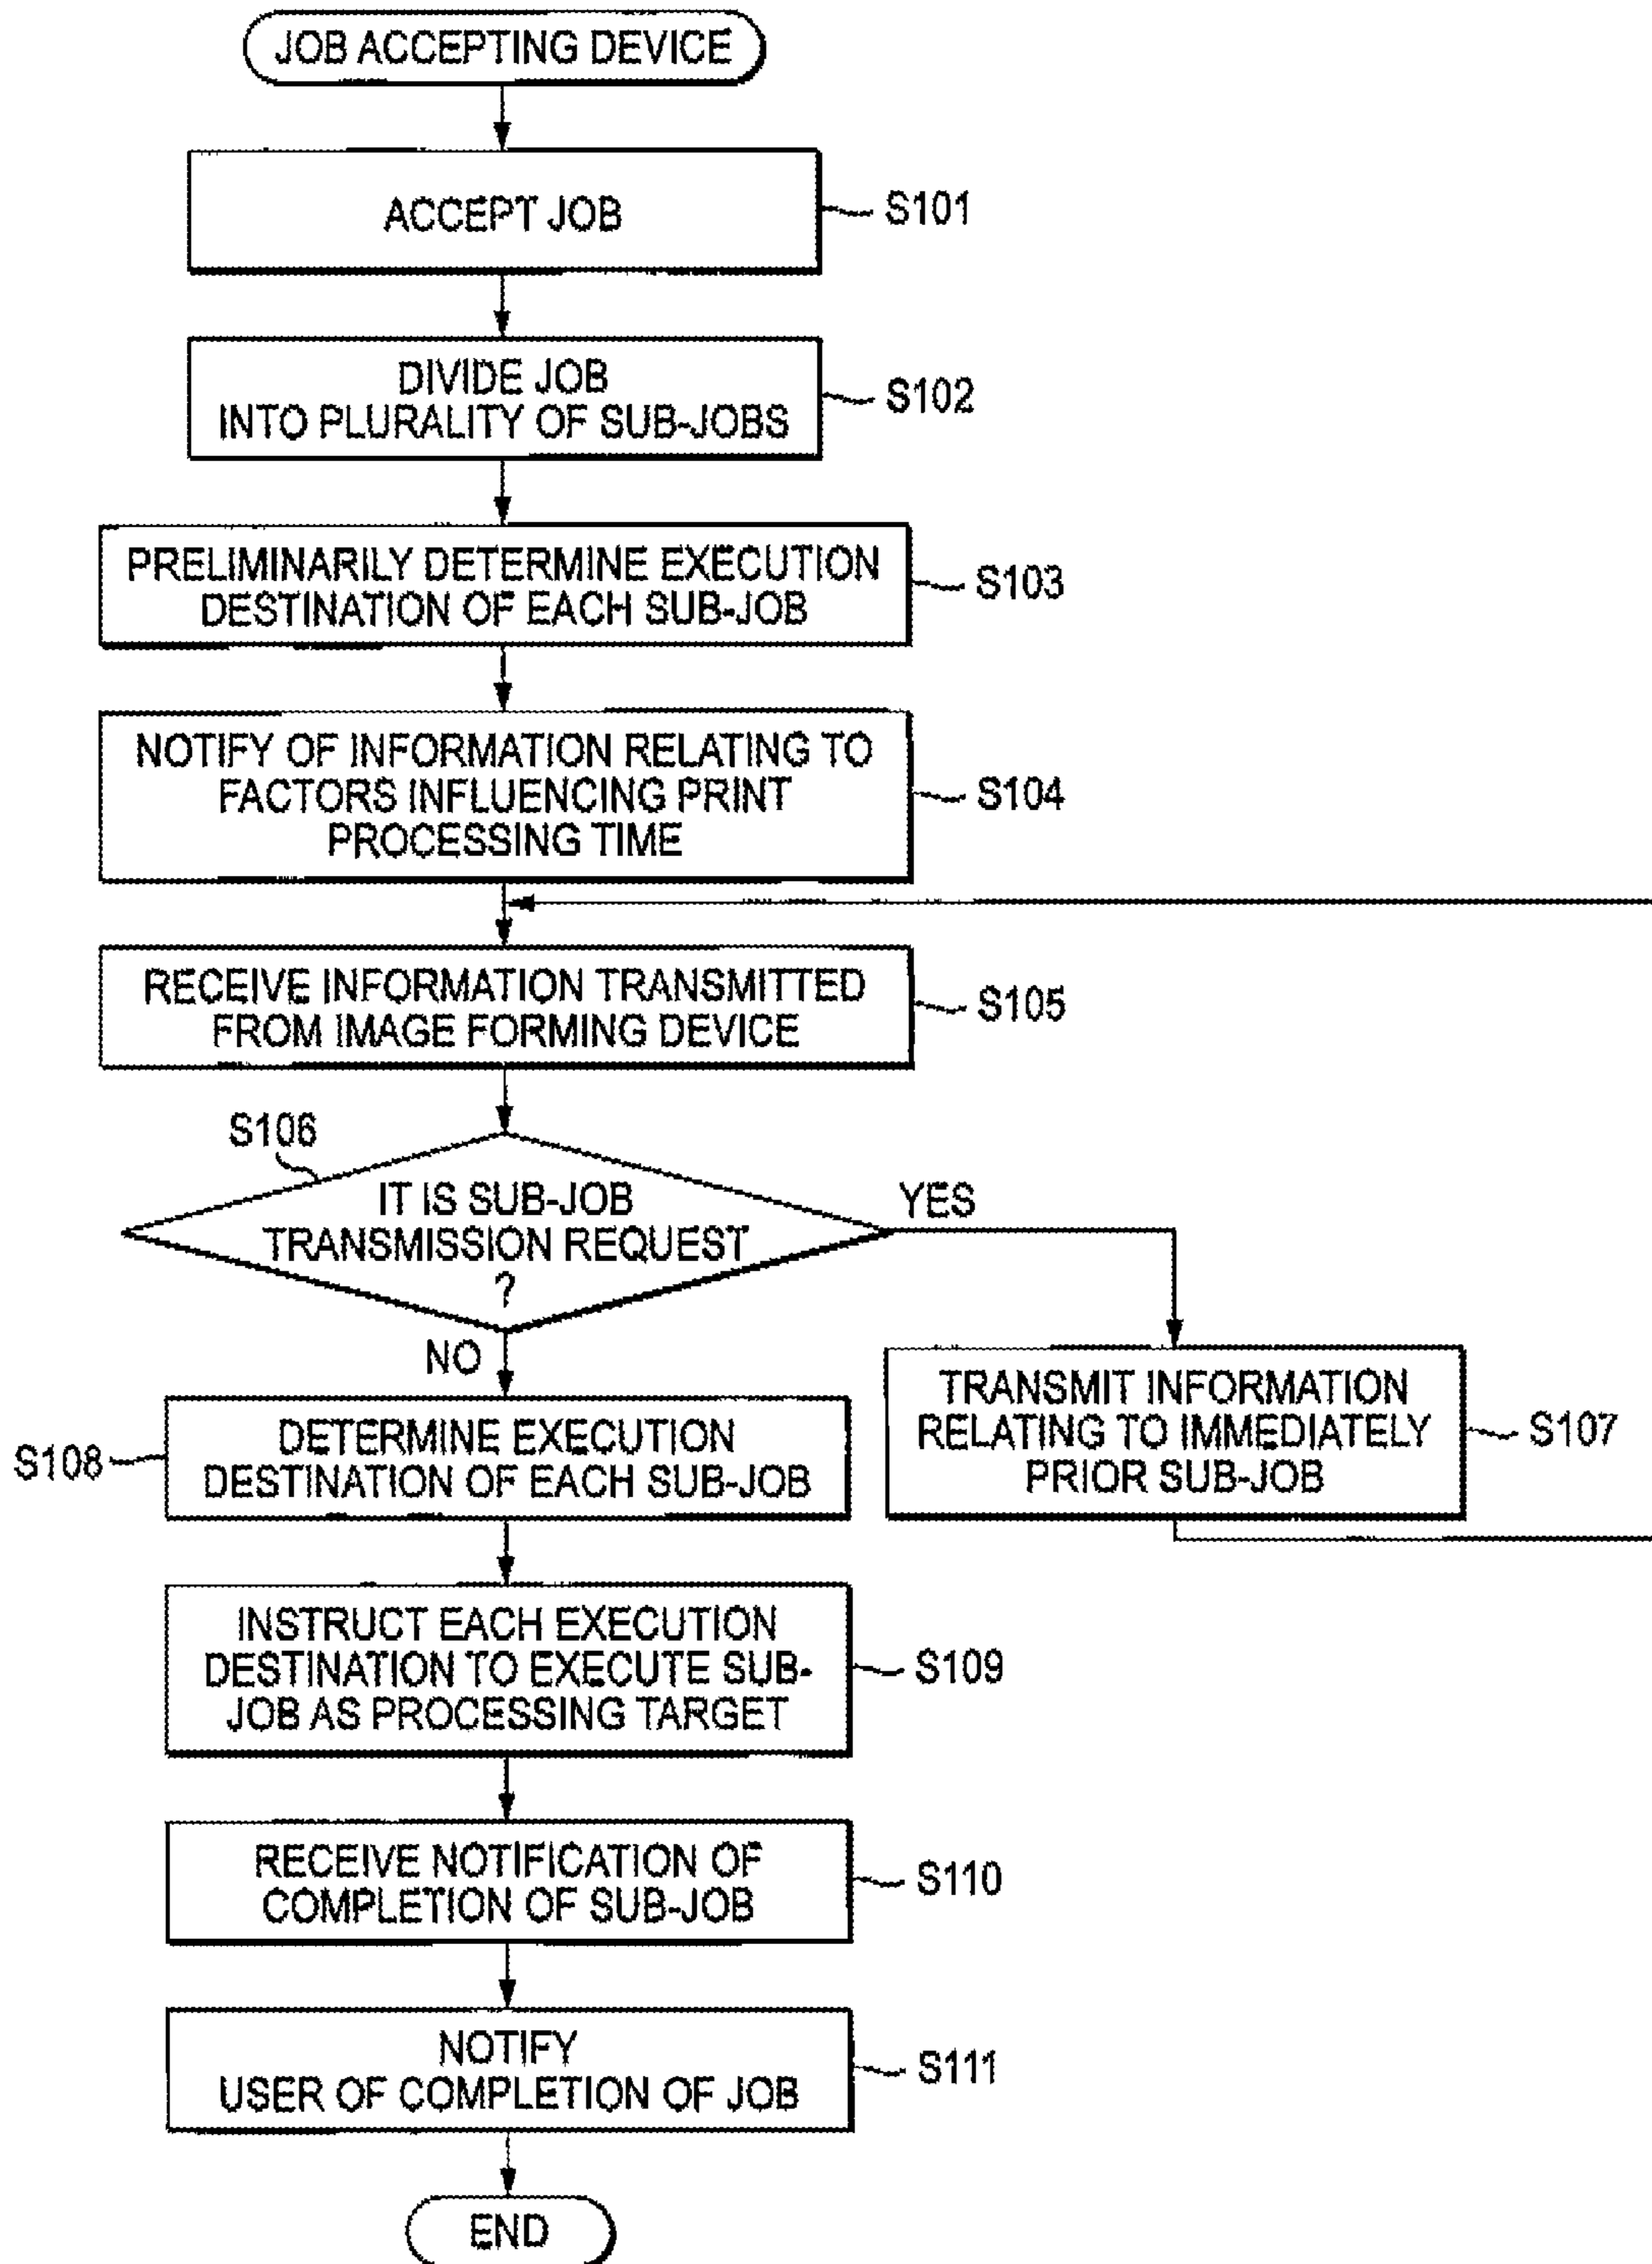 JOB ACCEPTING DEVICE
ACCEPT JOB
S101
DIVIDE JOB
INTO PLURALITY OF SUB-JOBS
S102
PRELIMINARILY DETERMINE EXECUTION
DESTINATION OF EACH SUB-JOB
S103
NOTIFY OF INFORMATION RELATING TO
FACTORS INFLUENCING PRINT
PROCESSING TIME
S104
RECEIVE INFORMATION TRANSMITTED
FROM IMAGE FORMING DEVICE
S105
S106
IT IS SUB-JOB
TRANSMISSION REQUEST
?
YES
NO
TRANSMIT INFORMATION
RELATING TO IMMEDIATELY
PRIOR SUB-JOB
S107
S108
DETERMINE EXECUTION
DESTINATION OF EACH SUB-JOB
INSTRUCT EACH EXECUTION
DESTINATION TO EXECUTE SUB-
JOB AS PROCESSING TARGET
S109
RECEIVE NOTIFICATION OF
COMPLETION OF SUB-JOB
S110
NOTIFY
USER OF COMPLETION OF JOB
S111
END